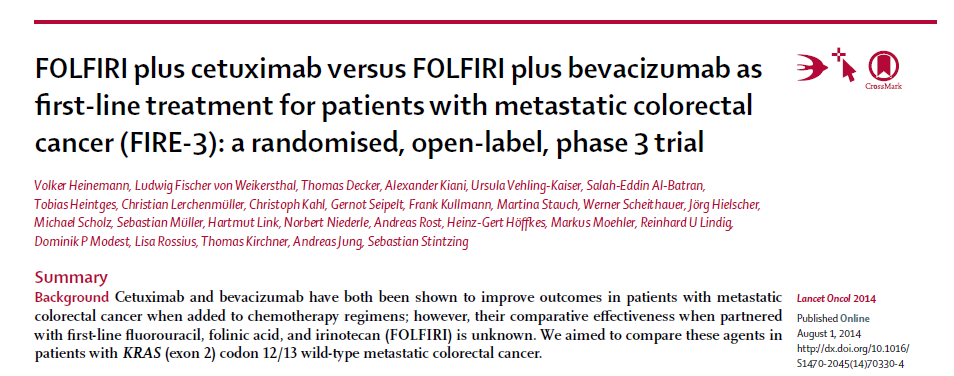 FOLFIRI plus cetuximab versus FOLFIRI plus bevacizumab as
first-line treatment for patients with metastatic colorectal
cancer (FIRE-3): a randomised, open-label, phase 3 trial
CrossMark
Volker Heinemann, Ludwig Fischer von Weikersthal, Thomas Decker, Alexander Kiani, Ursula Vehling-Kaiser, Salah-Eddin Al-Batran,
Tobias Heintges, Christian Lerchenmüller, Christoph Kahl, Gernot Seipelt, Frank Kullmann, Martina Stauch, Werner Scheithauer, Jörg Hielscher,
Michael Scholz, Sebastian Müller, Hartmut Link, Norbert Niederle, Andreas Rost, Heinz-Gert Höffkes, Markus Moehler, Reinhard U Lindig,
Dominik P Modest, Lisa Rossius, Thomas Kirchner, Andreas Jung, Sebastian Stintzing
Summary
Background Cetuximab and bevacizumab have both been shown to improve outcomes in patients with metastatic
colorectal cancer when added to chemotherapy regimens; however, their comparative effectiveness when partnered
with first-line fluorouracil, folinic acid, and irinotecan (FOLFIRI) is unknown. We aimed to compare these agents in
patients with KRAS (exon 2) codon 12/13 wild-type metastatic colorectal cancer.
Lancet Oncol 2014
Published Online
August 1, 2014
http://dx.doi.org/10.1016/
S1470-2045(14)70330-4